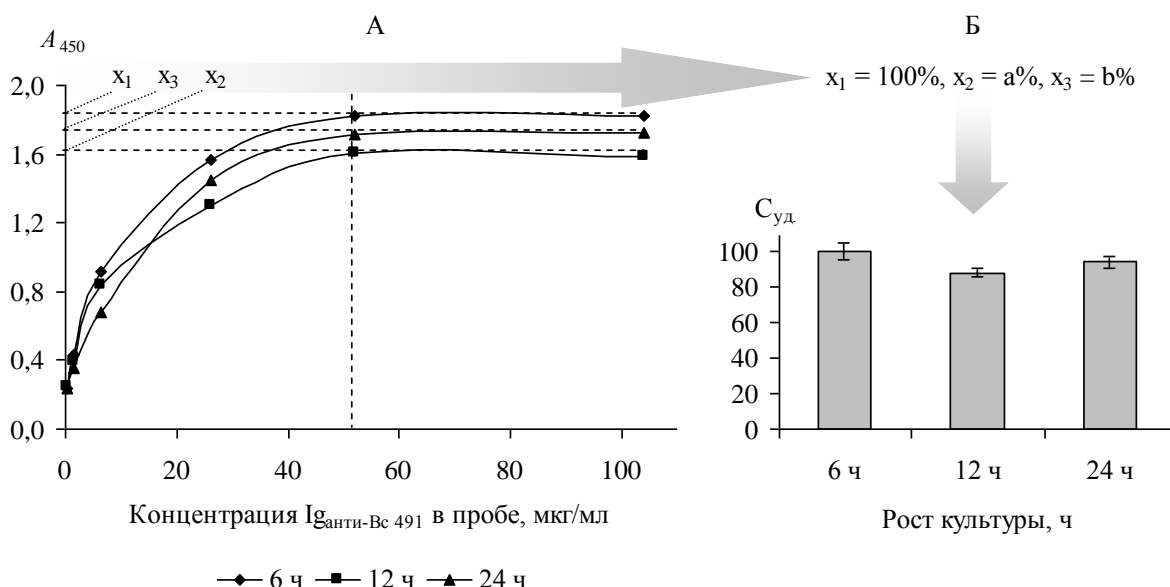 А
Б
A450
x1 x3 x2
x1 = 100%, x2 = a%, x3 = b%
2,0
1,6
1,2
0,8
0,4
0,0
0 20 40 60 80 100
Концентрация Igанти-Вс 491 в пробе, мкг/мл
6 ч 12 ч 24 ч
Суд.
100
80
60
40
20
0
6 ч 12 ч 24 ч
Рост культуры, ч